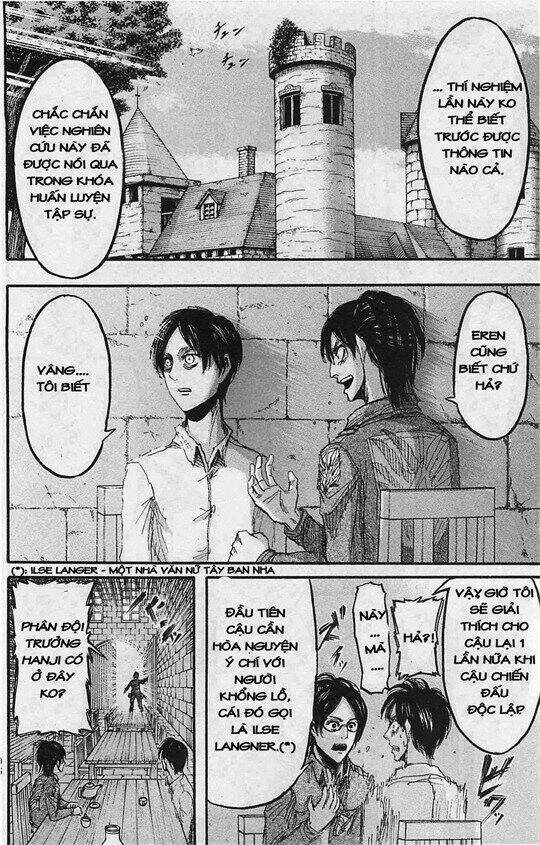 ... THÍ NGHIỆM
LẦN NÀY KO
THỂ BIẾT
TRƯỚC ĐƯỢC
THÔNG TIN
NÀO CẢ.
CHẮC CHẮN
VIỆC NGHIÊN
CỨU NÀY ĐÃ
ĐƯỢC NÓI QUA
TRONG KHÓA
HUẤN LUYỆN
TẬP SỰ.
EREN
CŨNG
BIẾT CHỨ
HẢ?
VÂNG....
TÔI BIẾT
(*): ILSE LANGER - MỘT NHÀ VĂN NỮ TÂY BAN NHA
VẬY, GIỜ TÔI
SẼ GIẢI
THÍCH CHO
CẬU LẠI 1
LẦN NỮA KHI
CẬU CHIẾN
ĐẤU
ĐỘC LẬP.
HẢ?!
NÀY
...
MÀ
....
ĐẦU TIÊN
CẬU CẦN
HÒA NGUYỆN
Ý CHÍ VỚI
NGƯỜI
KHỔNG LỒ,
CÁI ĐÓ GỌI
LÀ ILSE
LANGNER.(*)
PHÂN ĐỘI
TRƯỞNG
HANJI CÓ
Ở ĐÂY
KO?